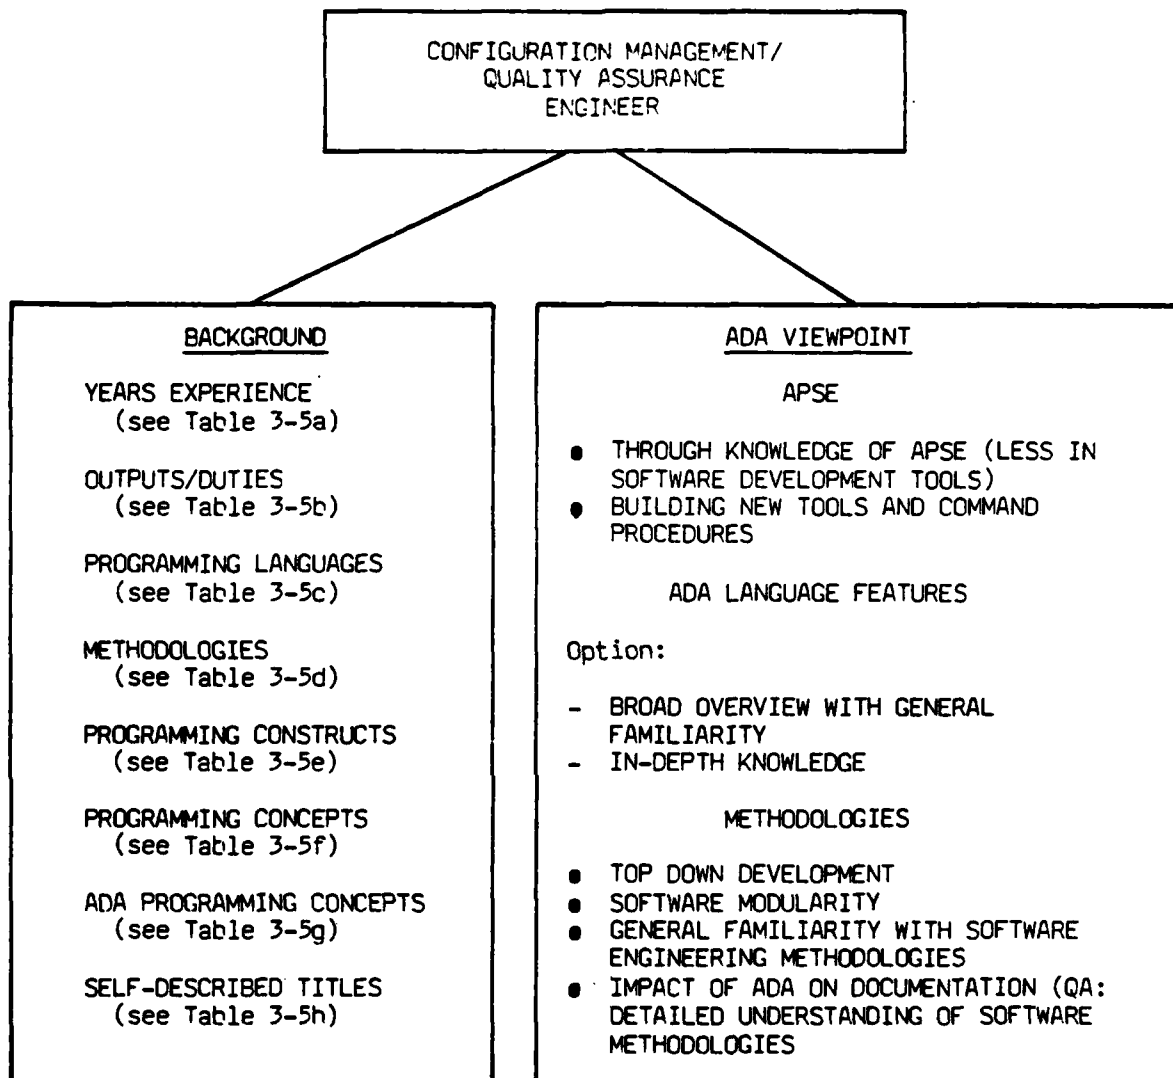 CONFIGURATION MANAGEMENT/
QUALITY ASSURANCE
ENGINEER
BACKGROUND
YEARS EXPERIENCE
(see Table 3-5a)
OUTPUTS/DUTIES
(see Table 3-5b)
PROGRAMMING LANGUAGES
(see Table 3-5c)
METHODOLOGIES
(see Table 3-5d)
PROGRAMMING CONSTRUCTS
(see Table 3-5e)
PROGRAMMING CONCEPTS
(see Table 3-5f)
ADA PROGRAMMING CONCEPTS
(see Table 3-5g)
SELF-DESCRIBED TITLES
(see Table 3-5h)
ADA VIEWPOINT
APSE
● THROUGH KNOWLEDGE OF APSE (LESS IN
SOFTWARE DEVELOPMENT TOOLS)
● BUILDING NEW TOOLS AND COMMAND
PROCEDURES
ADA LANGUAGE FEATURES
Option:
- BROAD OVERVIEW WITH GENERAL
FAMILIARITY
- IN-DEPTH KNOWLEDGE
METHODOLOGIES
● TOP DOWN DEVELOPMENT
● SOFTWARE MODULARITY
● GENERAL FAMILIARITY WITH SOFTWARE
ENGINEERING METHODOLOGIES
● IMPACT OF ADA ON DOCUMENTATION (QA:
DETAILED UNDERSTANDING OF SOFTWARE
METHODOLOGIES